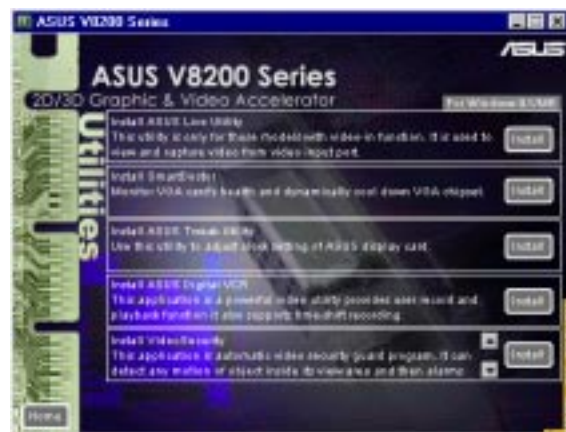 ASUS V8200 Series
ASUS
ASUS V8200 Series
2D/3D Graphic & Video Accelerator
For Windows 9X/ME
Utilities
Install ASUS Live Utility
This utility is only for those model with video-in function. It is used to
view and capture video from video input port.
Install
Install SmartDoctor
Monitor VGA card's health and dynamically cool down VGA chipset.
Install
Install ASUS Tweak Utility
Use this utility to adjust clock setting of ASUS display card.
Install
Install ASUS Digital VCR
This application is a powerful video utility provides user record and
playback function it also supports timeshift recording.
Install
Install VideoSecurity
This application is automatic video security guard program. It can
detect any motion of object inside its view area and then alarms
Install
Home